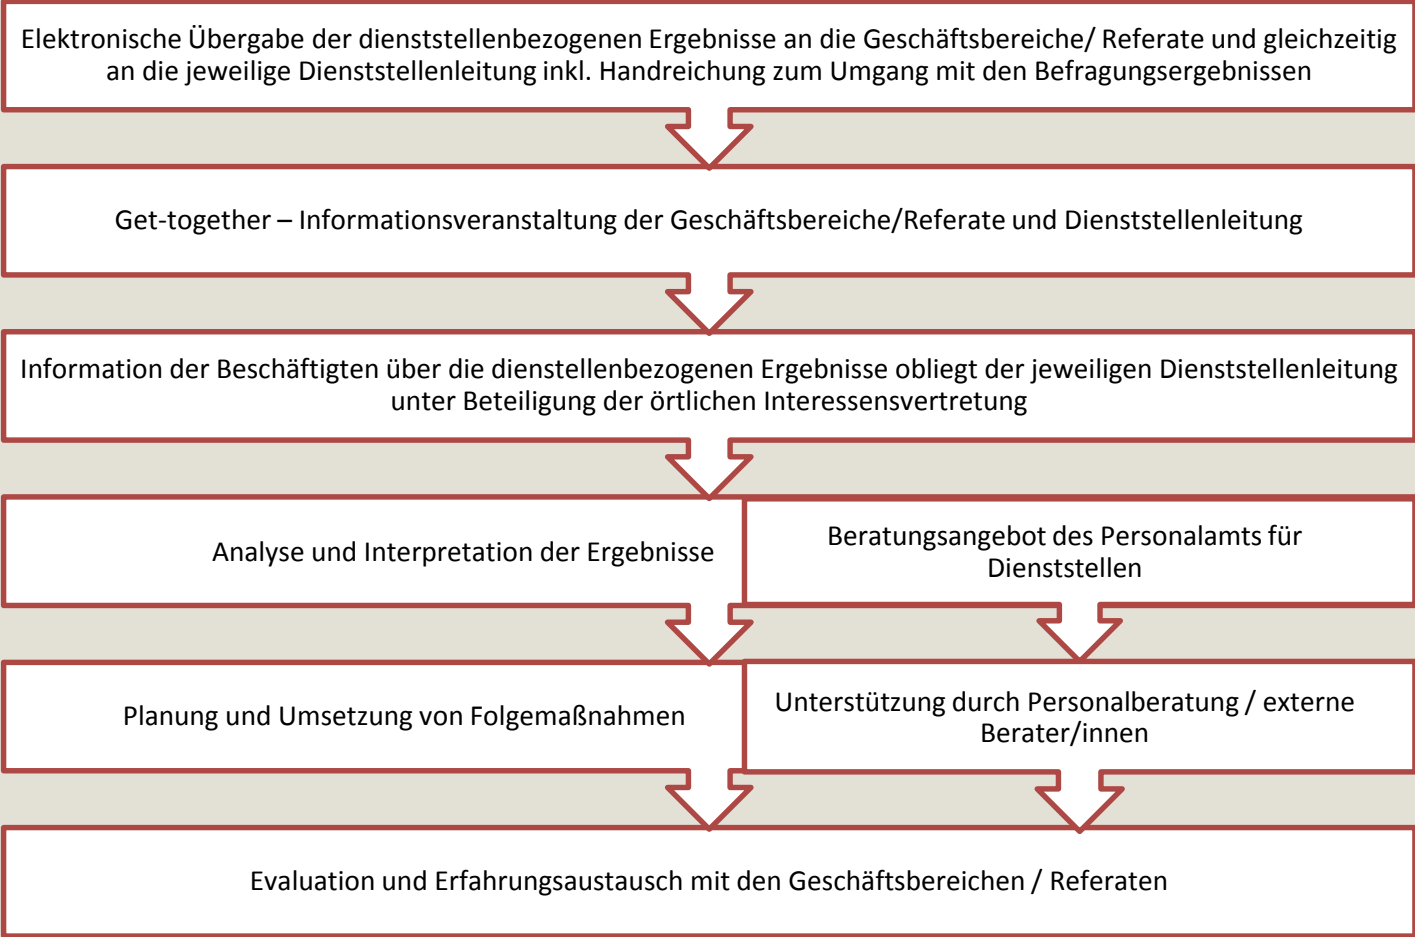 Elektronische Übergabe der dienststellenbezogenen Ergebnisse an die Geschäftsbereiche/ Referate und gleichzeitig
an die jeweilige Dienststellenleitung inkl. Handreichung zum Umgang mit den Befragungsergebnissen
Get-together – Informationsveranstaltung der Geschäftsbereiche/Referate und Dienststellenleitung
Information der Beschäftigten über die dienstellenbezogenen Ergebnisse obliegt der jeweiligen Dienststellenleitung
unter Beteiligung der örtlichen Interessensvertretung
Analyse und Interpretation der Ergebnisse
Beratungsangebot des Personalamts für
Dienststellen
Planung und Umsetzung von Folgemaßnahmen
Unterstützung durch Personalberatung / externe
Berater/innen
Evaluation und Erfahrungsaustausch mit den Geschäftsbereichen / Referaten